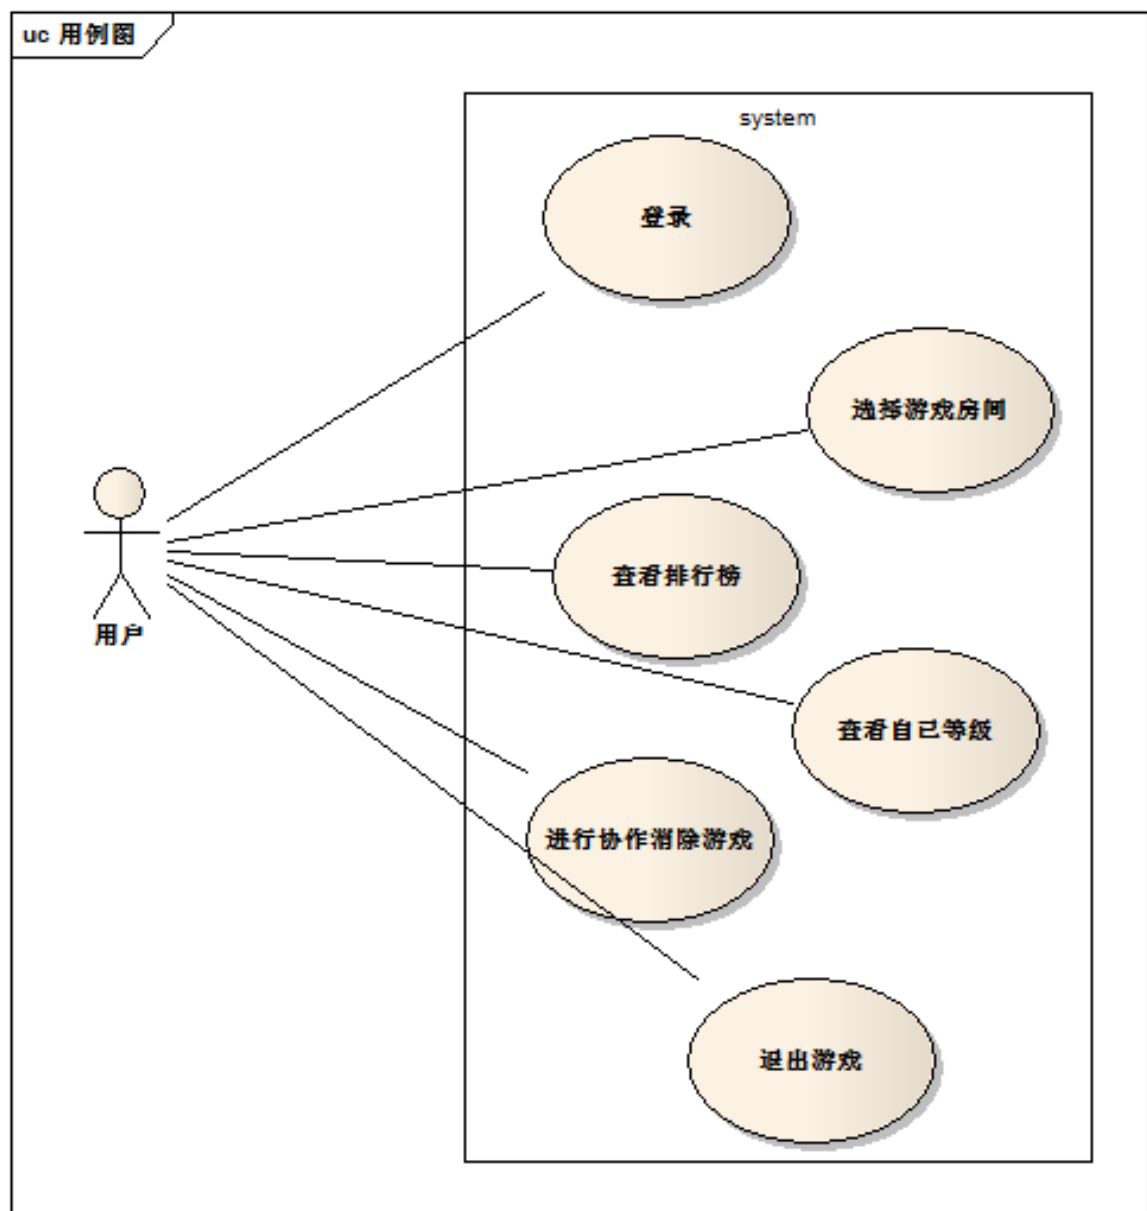 uc 用例图
system
登录
选择游戏房间
查看排行榜
用户
查看自己等级
进行协作消除游戏
退出游戏